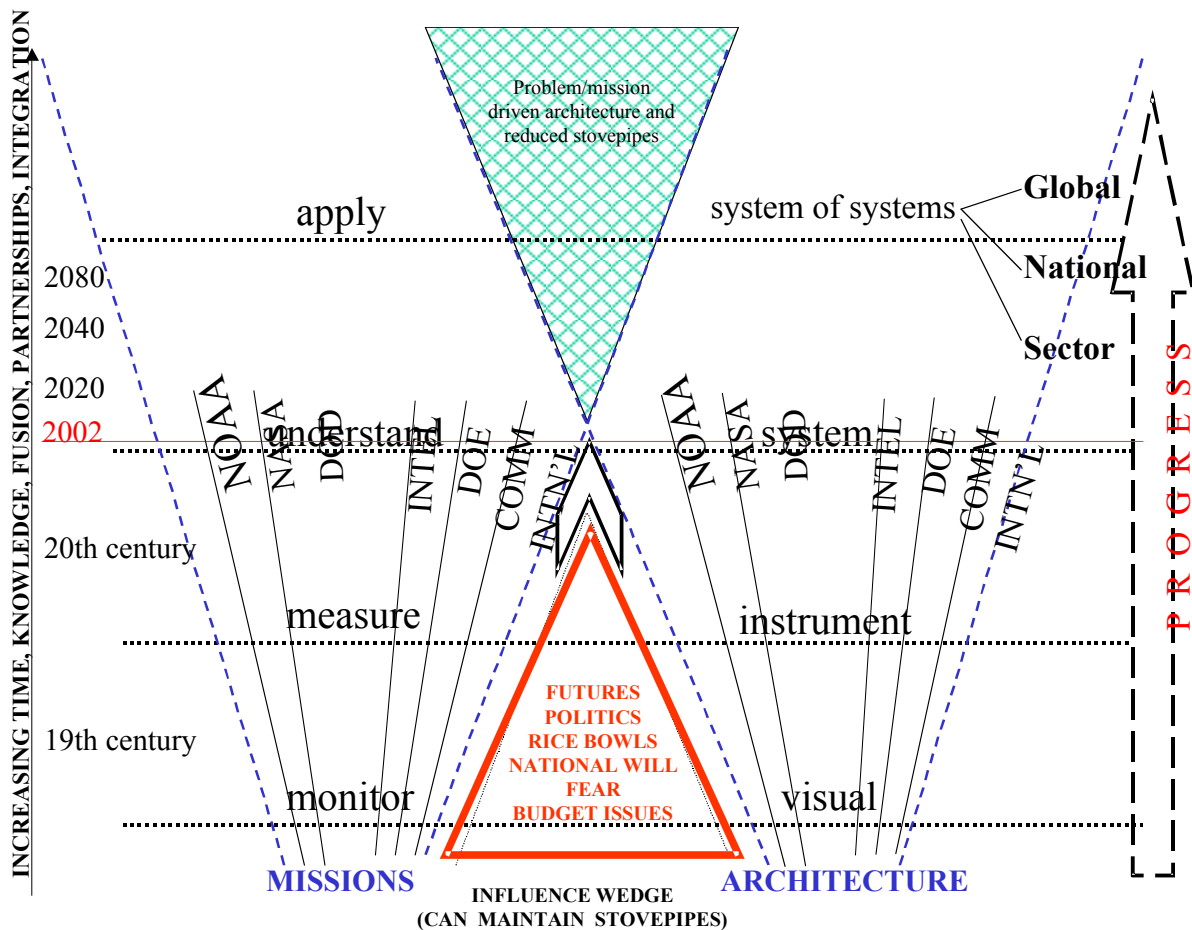 INCREASING TIME, KNOWLEDGE, FUSION, PARTNERSHIPS, INTEGRATION
Problem/mission
driven architecture and
reduced stovepipes
apply
system of systems
Global
National
Sector
2080
2040
2020
2002
understand
system
NOAA
NASA
DOD
INTEL
DOE
COMM
INTN'L
NOAA
NASA
DOD
INTEL
DOE
COMM
INTN'L
20th century
measure
instrument
19th century
FUTURES
POLITICS
RICE BOWLS
NATIONAL WILL
FEAR
BUDGET ISSUES
monitor
visual
MISSIONS
ARCHITECTURE
INFLUENCE WEDGE
(CAN MAINTAIN STOVEPIPES)
PROGRESS